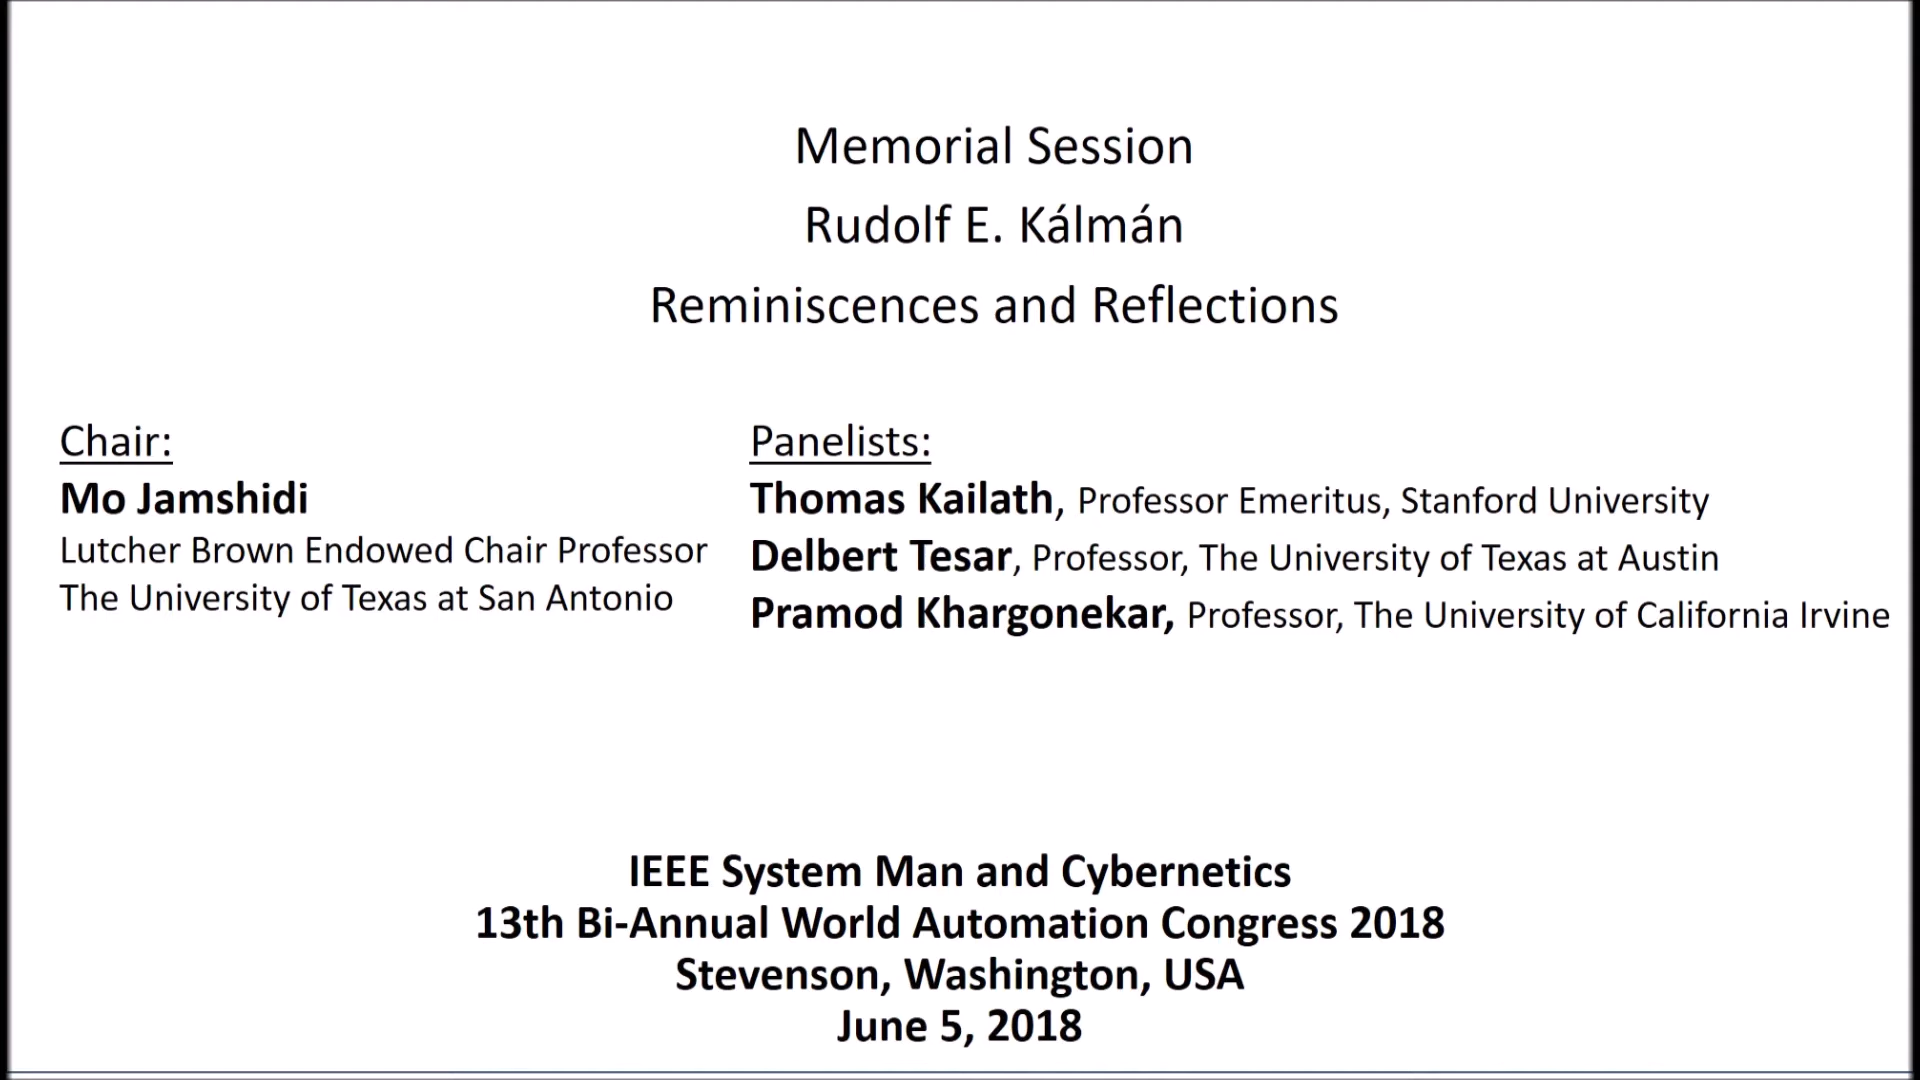 Memorial Session
Rudolf E. Kálmán
Reminiscences and Reflections
Chair:
Mo Jamshidi
Lutcher Brown Endowed Chair Professor
The University of Texas at San Antonio
Panelists:
Thomas Kailath, Professor Emeritus, Stanford University
Delbert Tesar, Professor, The University of Texas at Austin
Pramod Khargonekar, Professor, The University of California Irvine
IEEE System Man and Cybernetics
13th Bi-Annual World Automation Congress 2018
Stevenson, Washington, USA
June 5, 2018